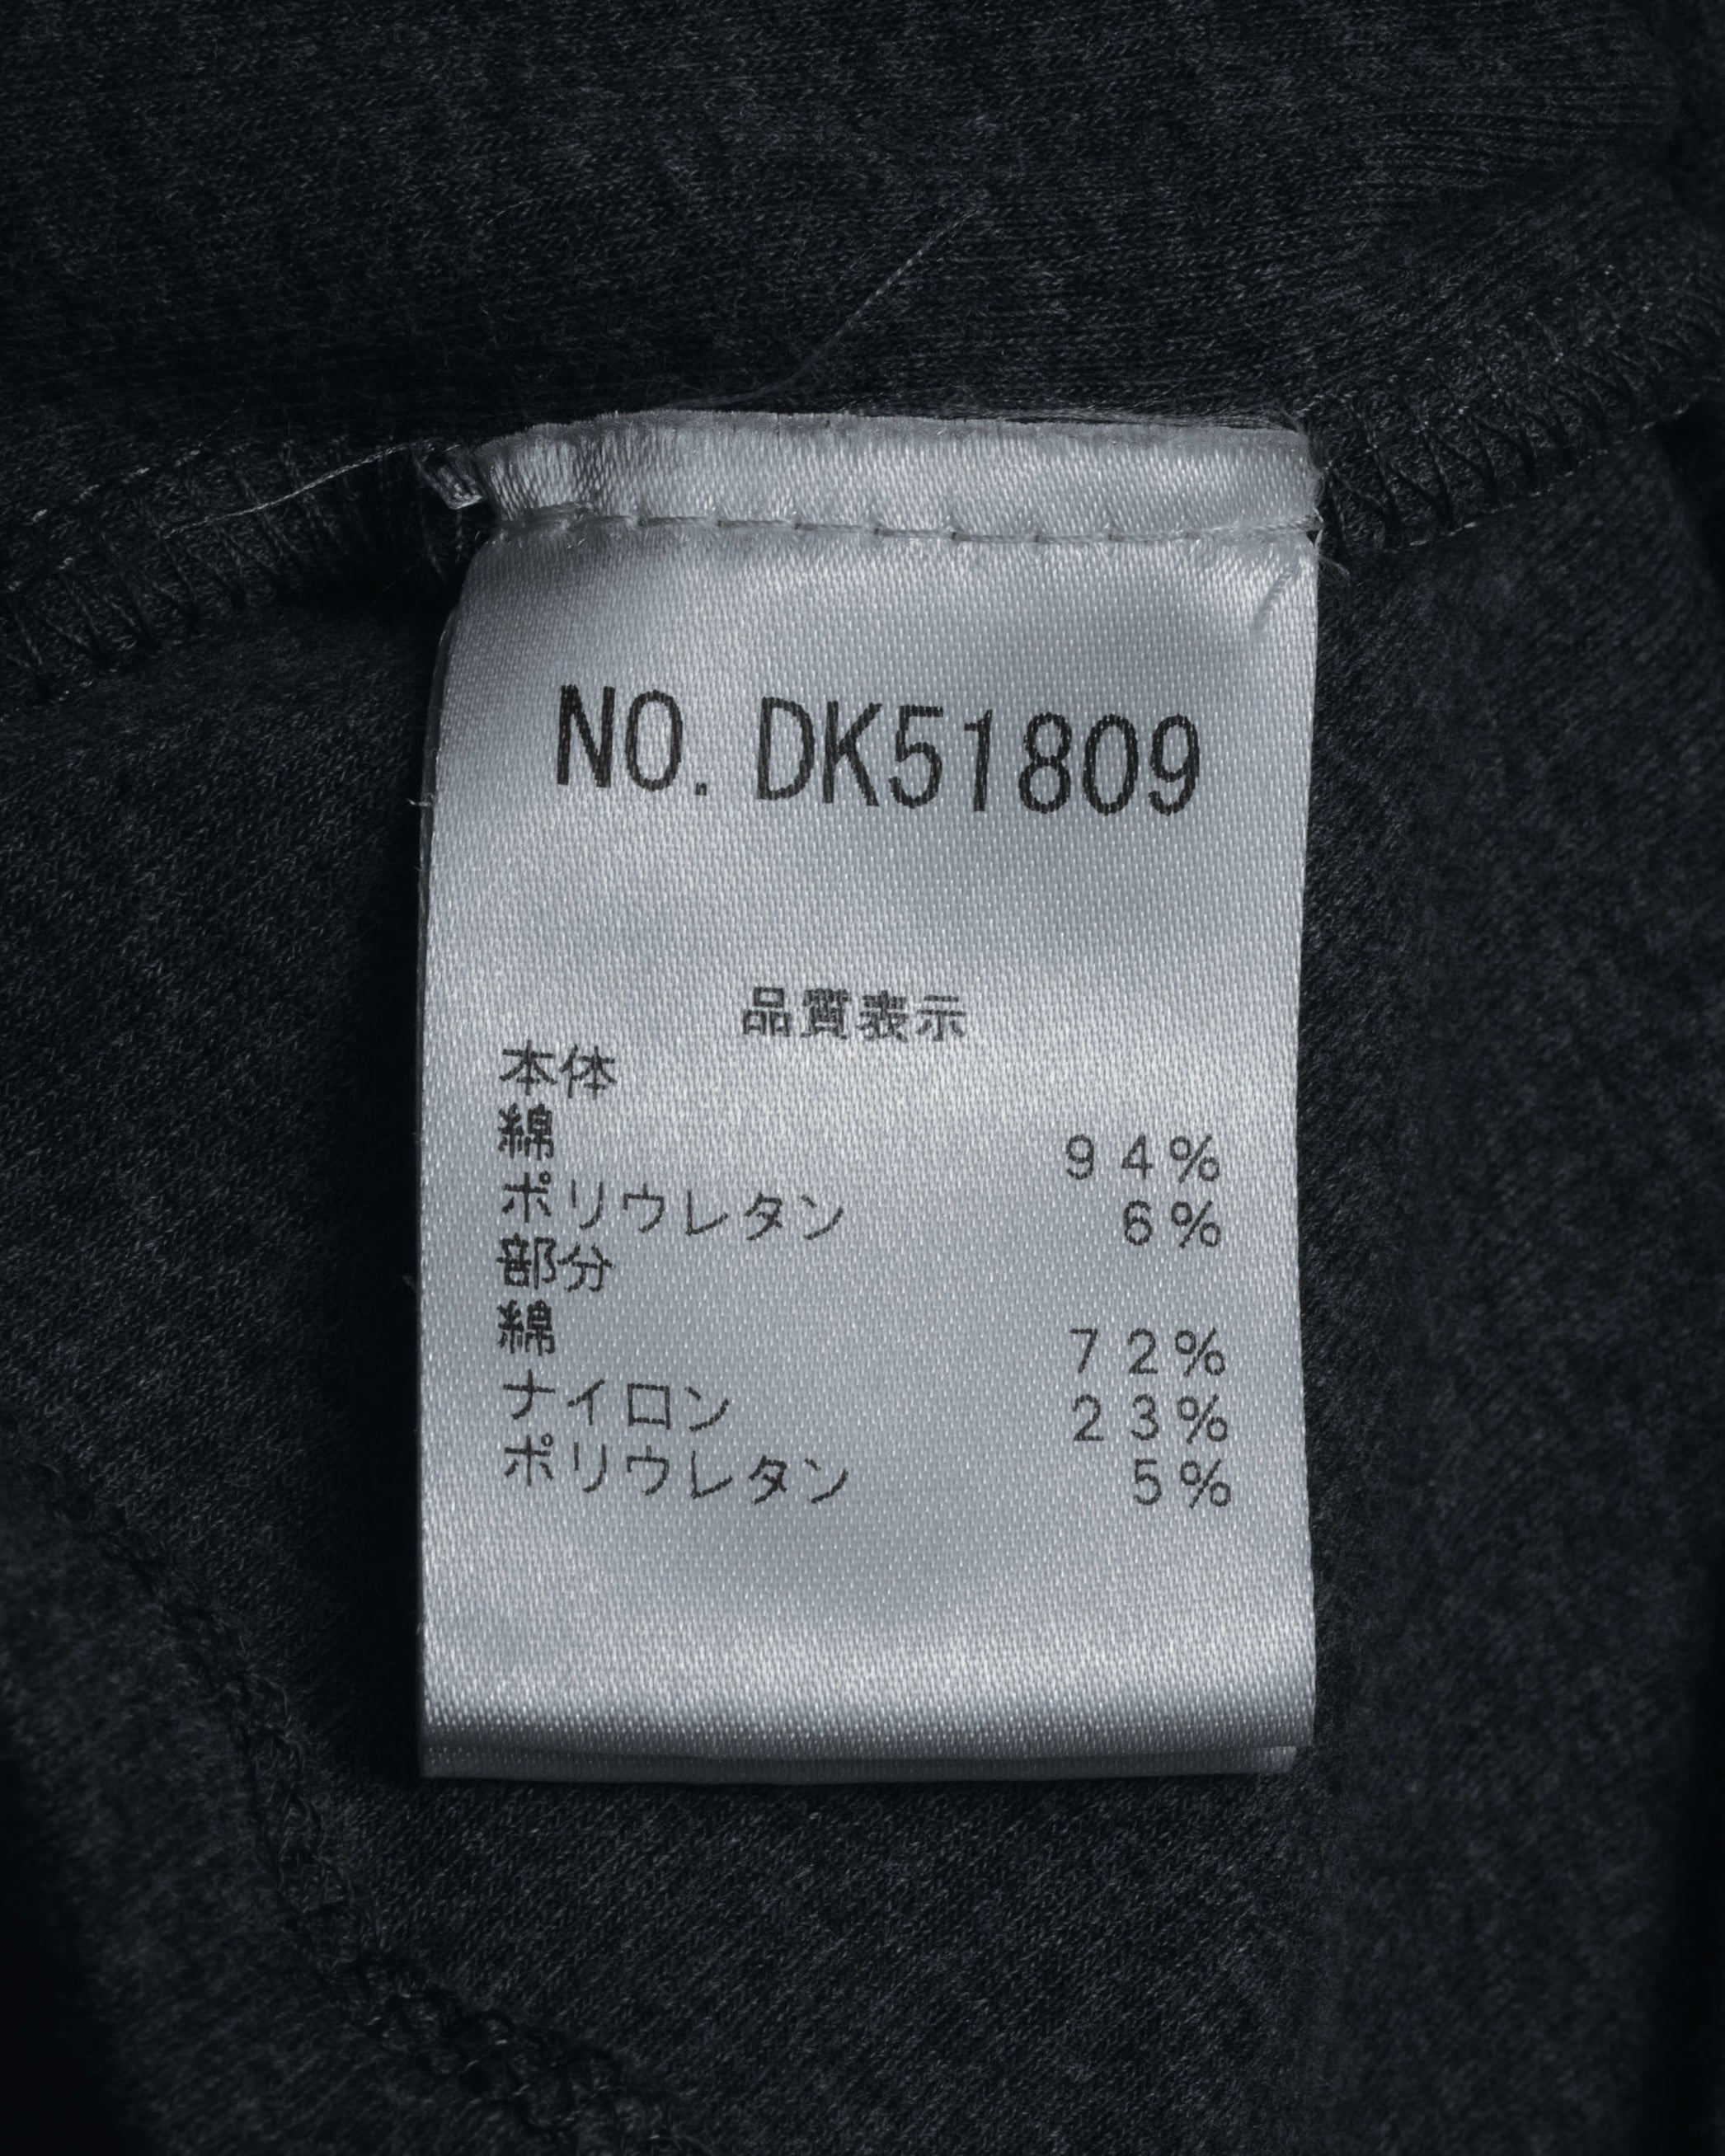 NO. DK51809
品質表示
本体
綿 94%
ポリウレタン 6%
部分
綿 72%
ナイロン 23%
ポリウレタン 5%